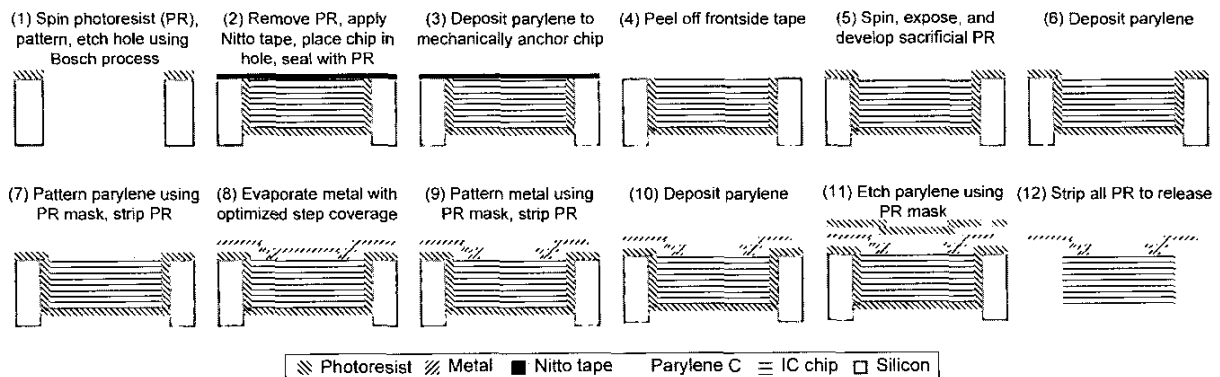 (1) Spin photoresist (PR),
pattern, etch hole using
Bosch process
(2) Remove PR, apply
Nitto tape, place chip in
hole, seal with PR
(3) Deposit parylene to
mechanically anchor chip
(4) Peel off frontside tape
(5) Spin, expose, and
develop sacrificial PR
(6) Deposit parylene
(7) Pattern parylene using
PR mask, strip PR
(8) Evaporate metal with
optimized step coverage
(9) Pattern metal using
PR mask, strip PR
(10) Deposit parylene
(11) Etch parylene using
PR mask
(12) Strip all PR to release
Photoresist Metal Nitto tape Parylene C IC chip Silicon